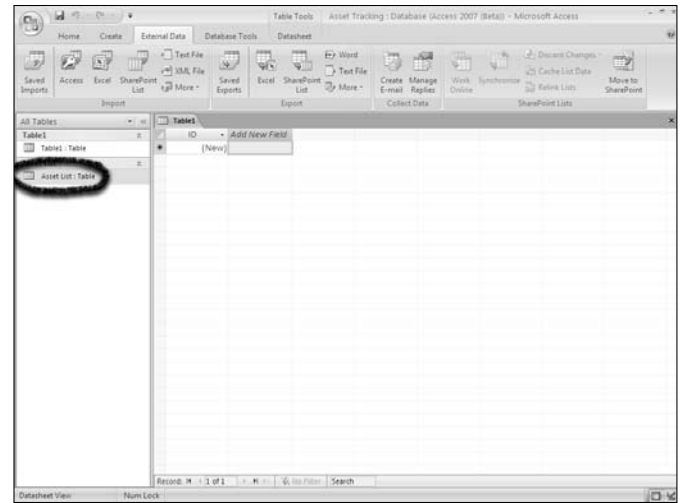 Table Tools Asset Tracking : Database (Access 2007 (Beta)) - Microsoft Access
Home Create External Data Database Tools Datasheet
Saved Imports
Access
Excel
SharePoint List
Text File
XML File
More
Saved Exports
Excel
SharePoint List
Word
Text File
More
Create E-mail
Manage Replies
Work Online
Synchronize
Discard Changes
Cache List Data
Relink Lists
Move to SharePoint
Import Export Collect Data SharePoint Lists
All Tables
Table1
Table1 : Table
Asset List : Table
Table1
ID Add New Field
(New)
Record: 1 of 1 No Filter Search
Datasheet View Num Lock